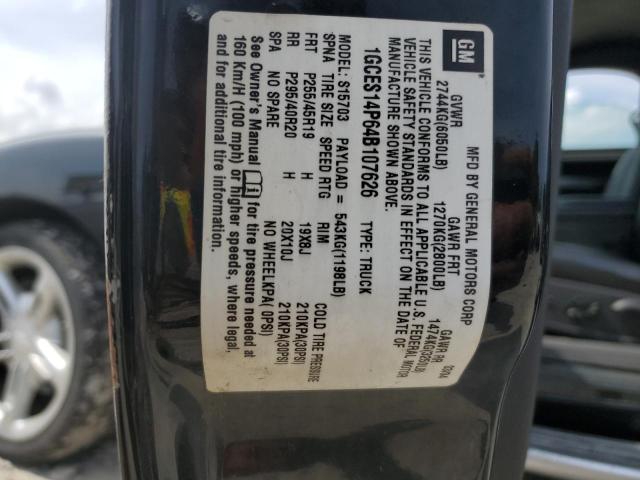 GM
MFD BY GENERAL MOTORS CORP
GVWR GAWR FRT GAWR RR
2744KG(6050LB) 1270KG(2800LB) 1474KG(3250LB)
THIS VEHICLE CONFORMS TO ALL APPLICABLE U.S. FEDERAL MOTOR
VEHICLE SAFETY STANDARDS IN EFFECT ON THE DATE OF
MANUFACTURE SHOWN ABOVE.
1GCES14P64B107626 TYPE: TRUCK
MODEL: S15703 PAYLOAD = 543KG(1198LB)
SPNA TIRE SIZE SPEED RTG RIM COLD TIRE PRESSURE
FRT P255/45R19 H 19X8J 210KPA(30PSI)
RR P295/40R20 H 20X10J 210KPA(30PSI)
SPA NO SPARE NO WHEELKPA( 0PSI)
See Owner's Manual for tire pressures needed at
160 Km/H (100 mph) or higher speeds, where legal,
and for additional tire information.